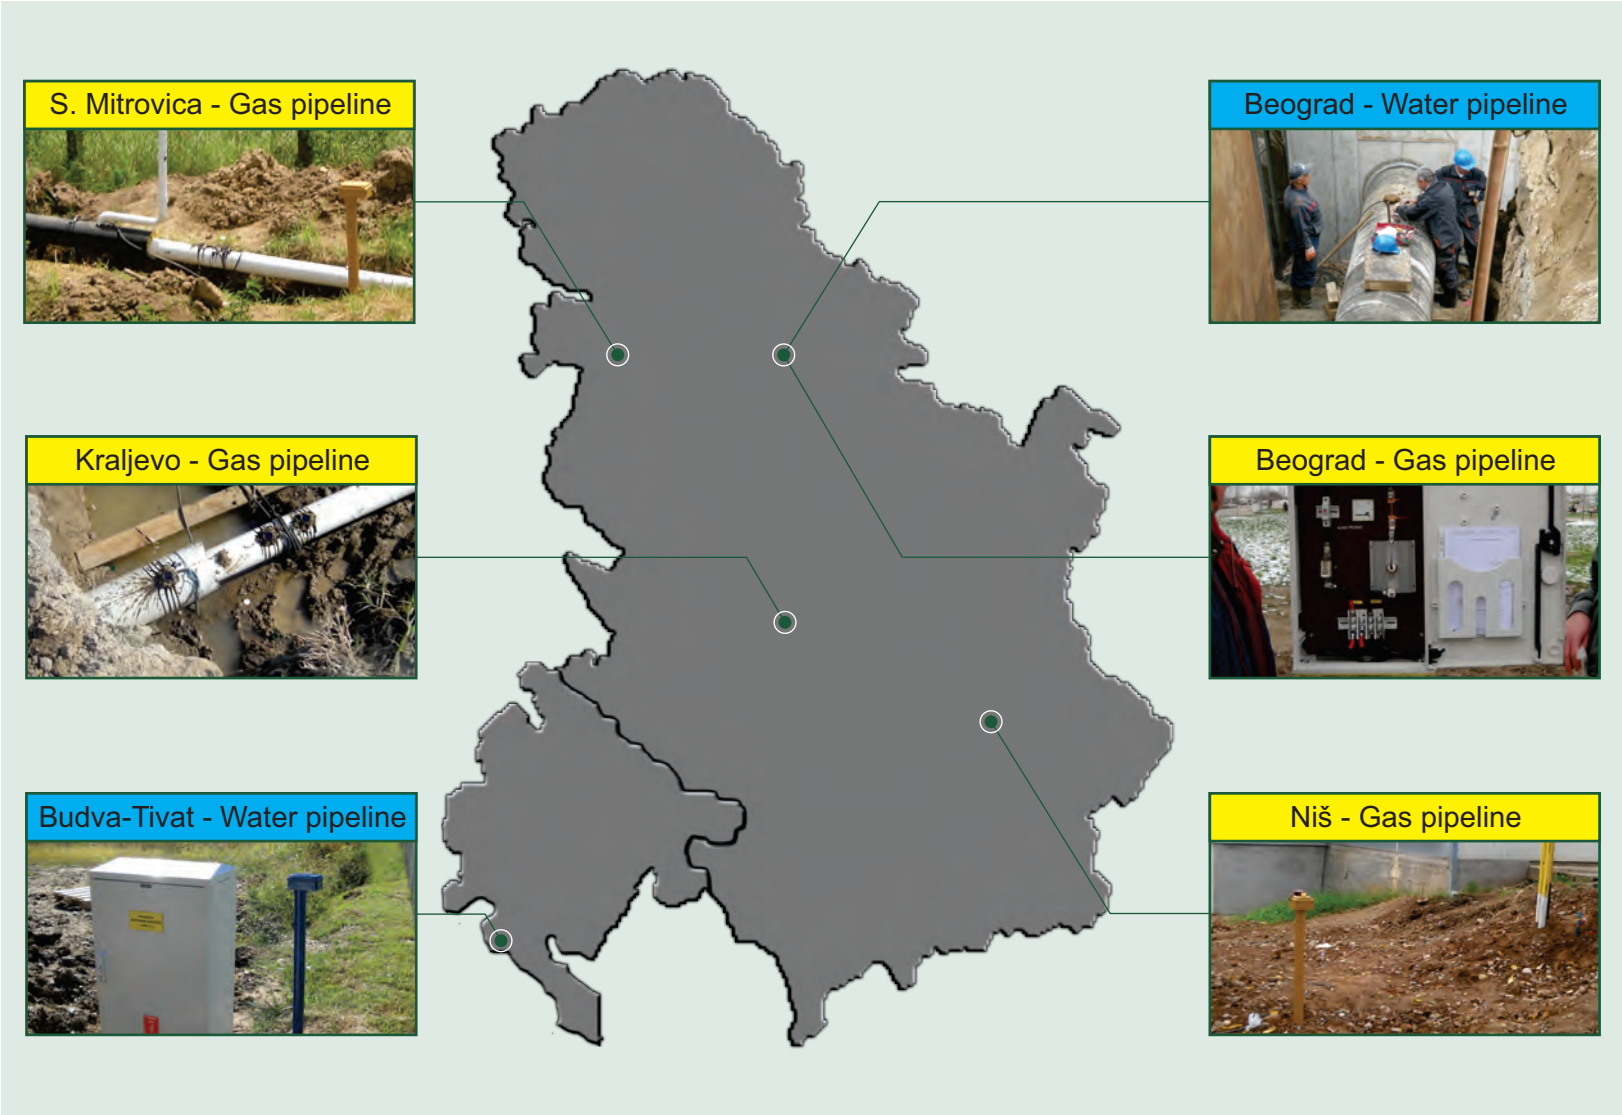 S. Mitrovica - Gas pipeline
Beograd - Water pipeline
Kraljevo - Gas pipeline
Beograd - Gas pipeline
Budva-Tivat - Water pipeline
Niš - Gas pipeline